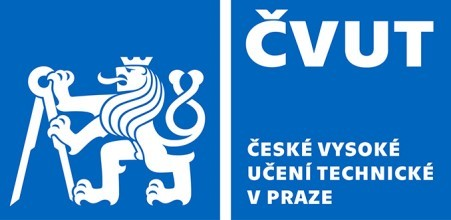 ČVUT
ČESKÉ VYSOKÉ
UČENÍ TECHNICKÉ
V PRAZE